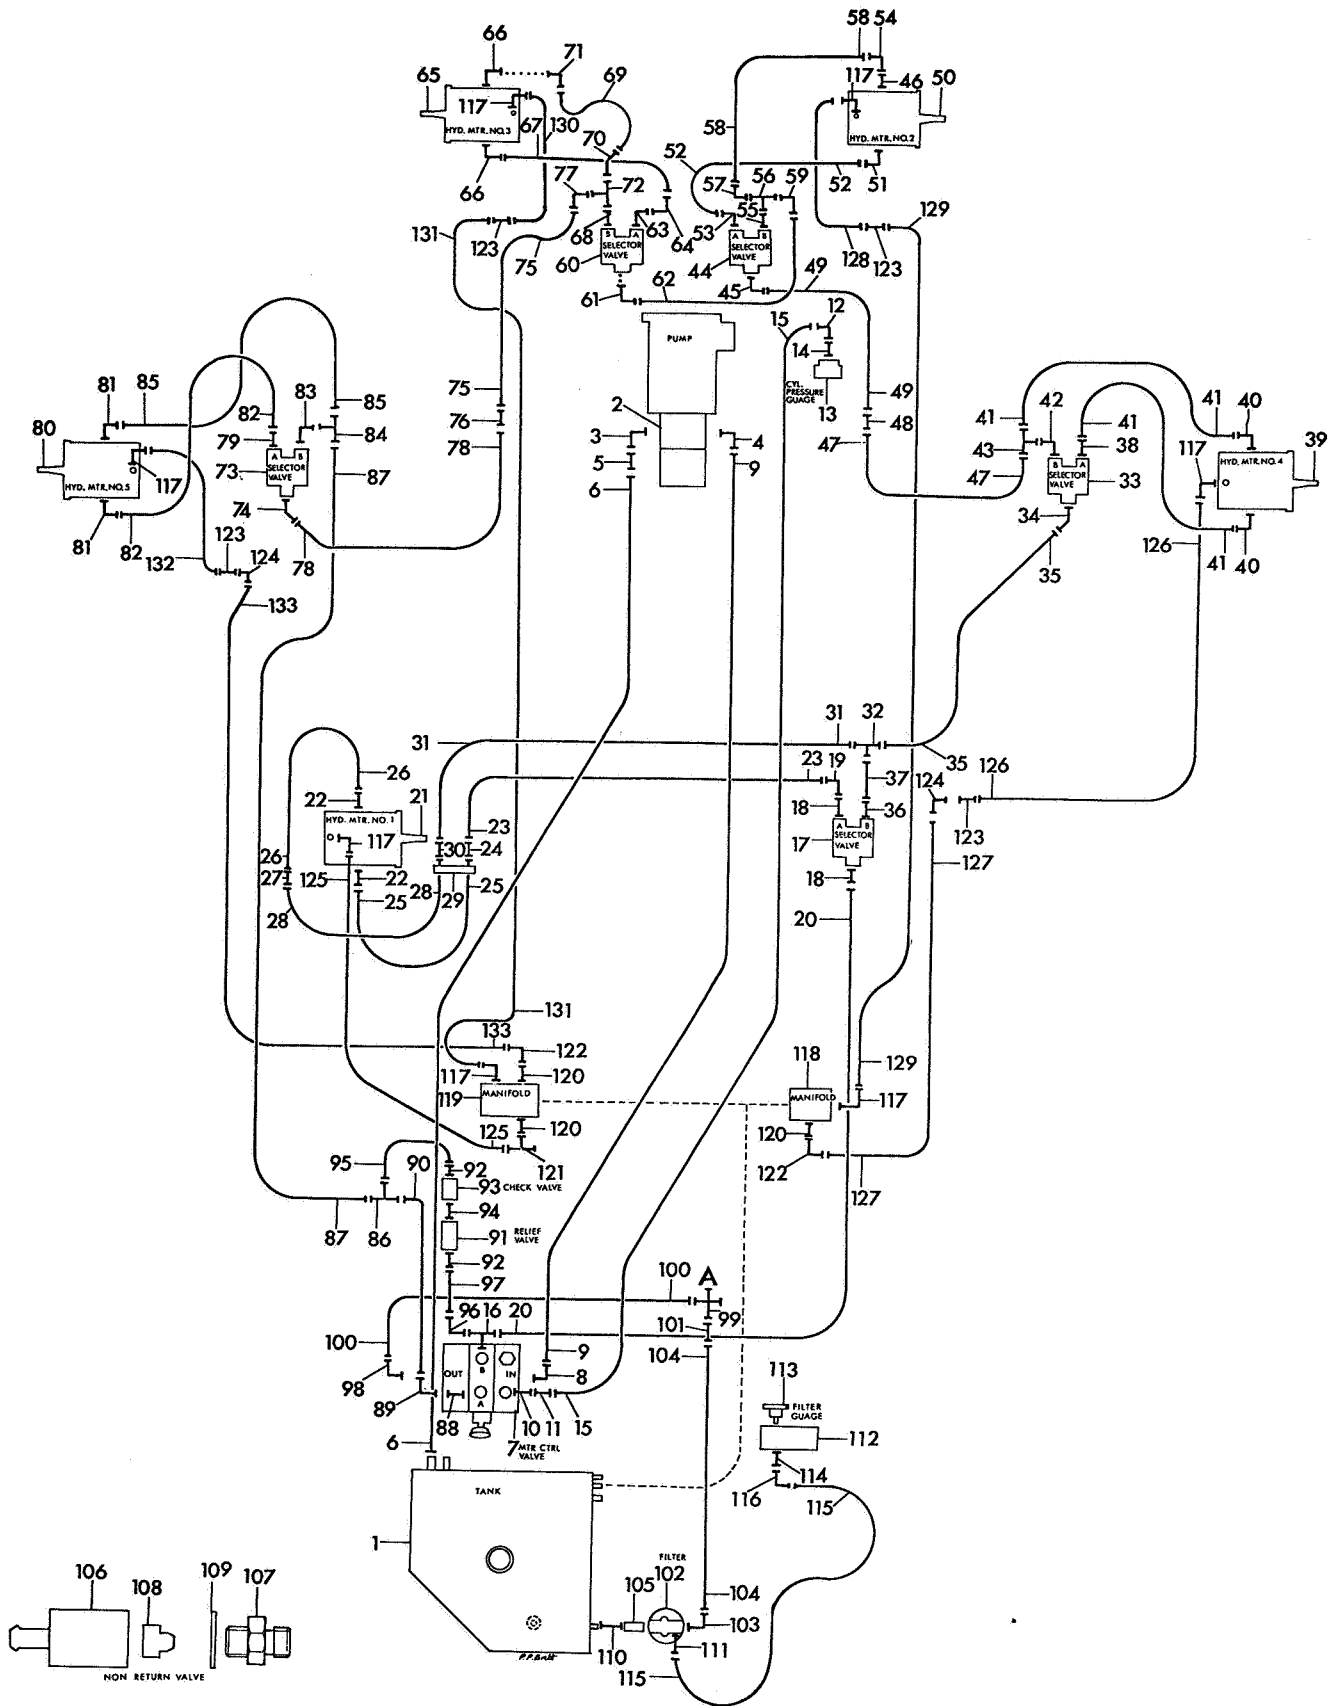 58 54
66 71
65 69
117 46 50
117
HYD. MTR. NO.3
HYD. MTR. NO.2
67 130 58
70 52
66 77 72 57 56 59 52 51
131 123 68 63 53 55 129
B A
SELECTOR
VALVE
A B
SELECTOR
VALVE
75 60 64 44 49 128 123
61 62 45
PUMP
15 12
14
CYL.
PRESSURE
GUAGE
13
81 85 83 85 75 49
80 82 79 84 76 2 3 4 48 41 42 41 41 40
A B
SELECTOR
VALVE
73
HYD. MTR. NO.5
117 87 78 5 9 47 43 38
B A
SELECTOR
VALVE
33
HYD. MTR. NO.4
117 39
6 47
81 82 74 34
132 123 124 78 35 126 41 40
133
31 31 32
26 23 19 37 35 124 126
22 21 18 36 123
HYD. MTR. NO.1
117
23
A B
SELECTOR
VALVE
17
26 30 24 127
27 125 22 28 29 25 18
28 25 20
131
133 122 118 129
117 120
119 MANIFOLD
MANIFOLD
117
125 120 120
121 122 127
95 90 92
93 CHECK VALVE
94
87 86 91 RELIEF
VALVE
92 100 A
97
96 16 20 99
101
100 104
98 OUT B IN 9
8
89 88 A 10 11 15
113
FILTER
GUAGE
112
6 7 MTR CTRL
VALVE
114
116 115
TANK
1
106 108 109 107
FILTER
105 102 104
103
110 111
115
P.P.Britt
NON RETURN VALVE